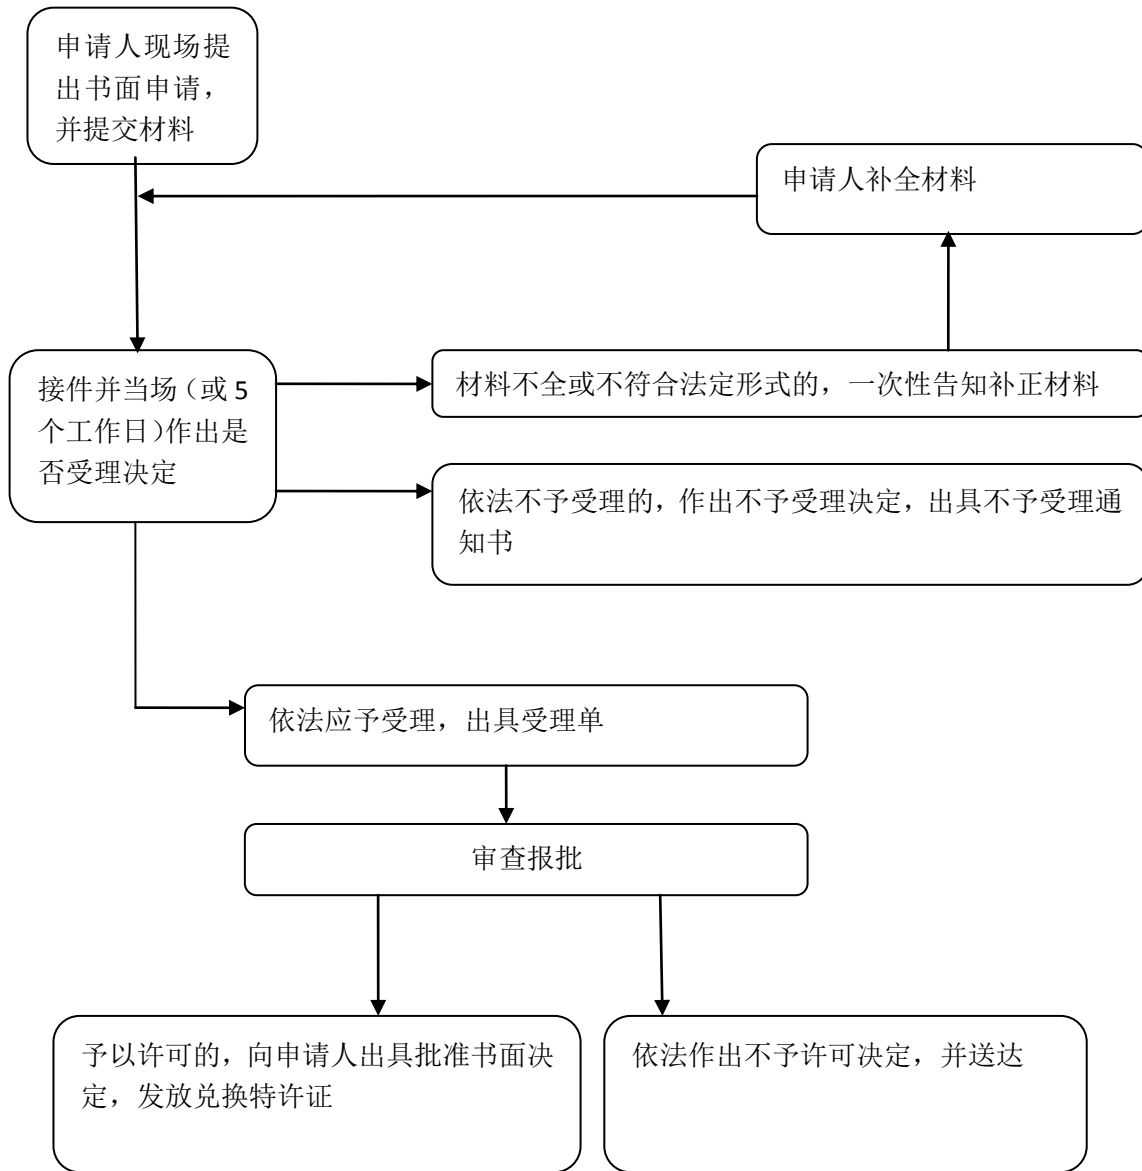 申请人现场提
出书面申请，
并提交材料
申请人补全材料
接件并当场（或 5
个工作日）作出是
否受理决定
材料不全或不符合法定形式的，一次性告知补正材料
依法不予受理的，作出不予受理决定，出具不予受理通
知书
依法应予受理，出具受理单
审查报批
予以许可的，向申请人出具批准书面决
定，发放兑换特许证
依法作出不予许可决定，并送达